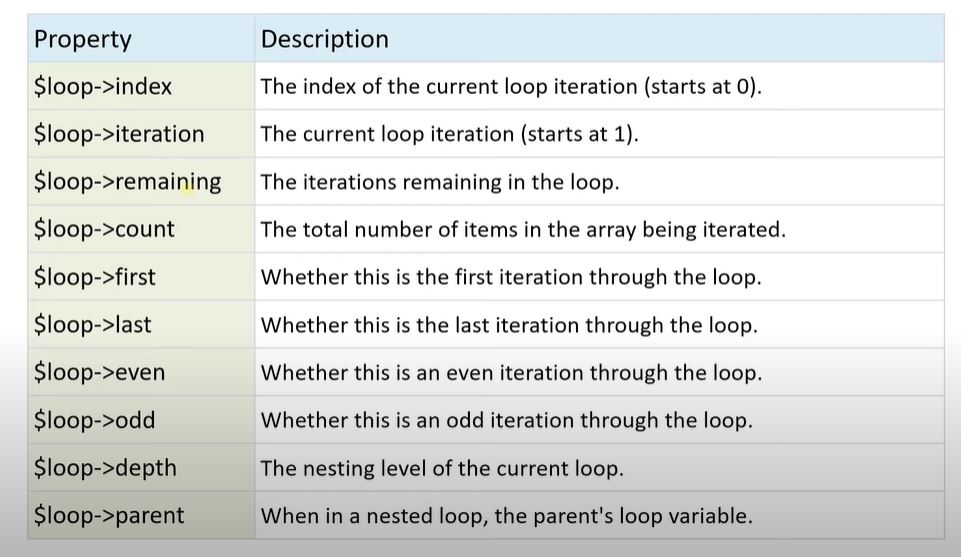 Property Description
$loop->index The index of the current loop iteration (starts at 0).
$loop->iteration The current loop iteration (starts at 1).
$loop->remaining The iterations remaining in the loop.
$loop->count The total number of items in the array being iterated.
$loop->first Whether this is the first iteration through the loop.
$loop->last Whether this is the last iteration through the loop.
$loop->even Whether this is an even iteration through the loop.
$loop->odd Whether this is an odd iteration through the loop.
$loop->depth The nesting level of the current loop.
$loop->parent When in a nested loop, the parent's loop variable.